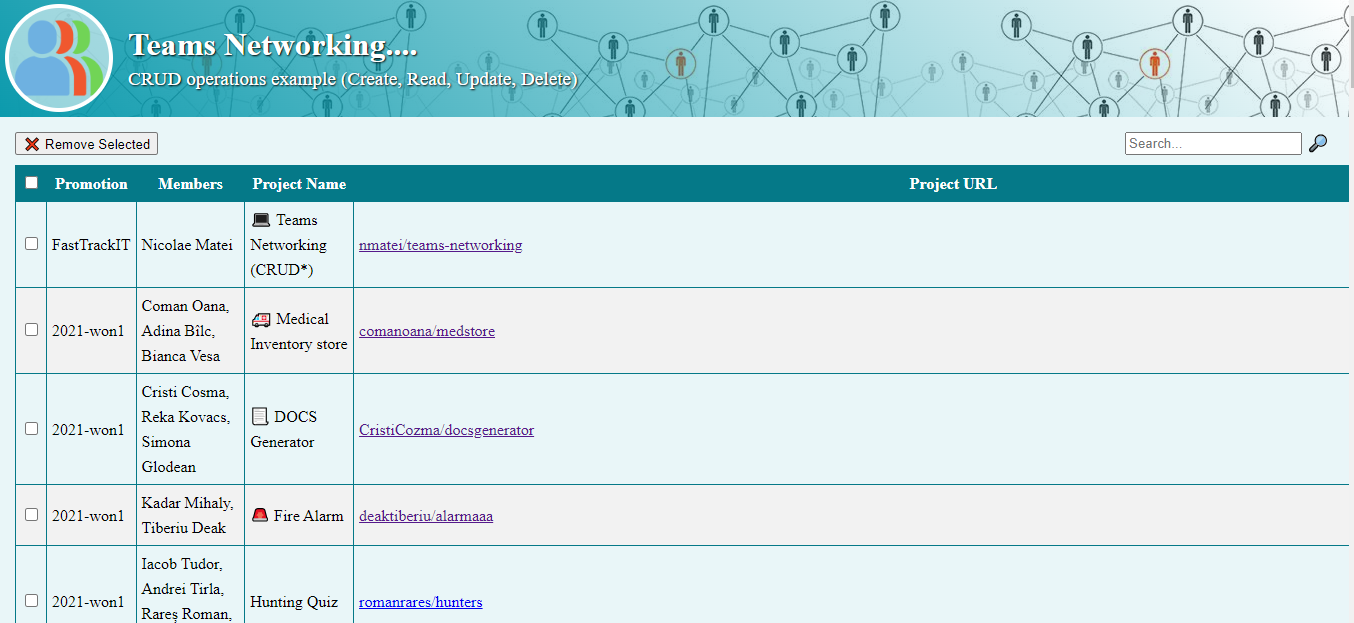 Teams Networking....
CRUD operations example (Create, Read, Update, Delete)
Remove Selected
Search...
Promotion Members Project Name Project URL
FastTrackIT
Nicolae Matei
Teams
Networking
(CRUD*)
nmatei/teams-networking
2021-won1
Coman Oana,
Adina Bîlc,
Bianca Vesa
Medical
Inventory store
comanoana/medstore
2021-won1
Cristi Cosma,
Reka Kovacs,
Simona
Glodean
DOCS
Generator
CristiCozma/docsgenerator
2021-won1
Kadar Mihaly,
Tiberiu Deak
Fire Alarm
deaktiberiu/alarmaaa
2021-won1
Iacob Tudor,
Andrei Tirla,
Rareș Roman,
Hunting Quiz
romanrares/hunters